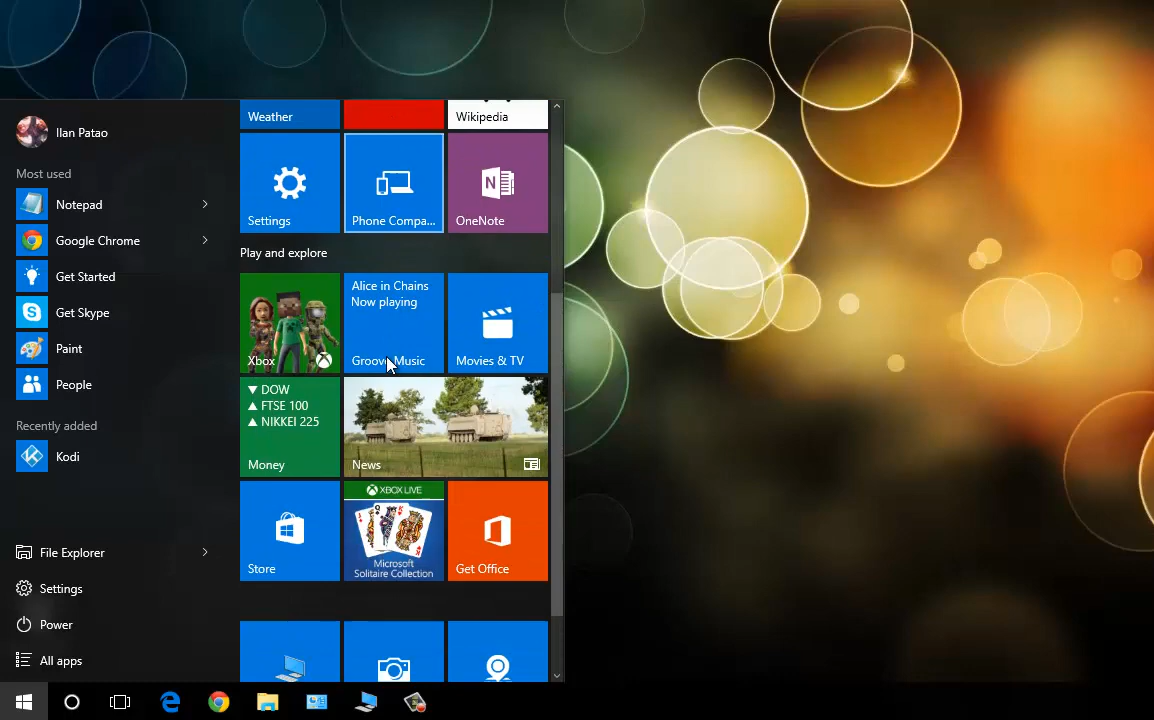 Ilan Patao
Most used
Notepad
Google Chrome
Get Started
Get Skype
Paint
People
Recently added
Kodi
File Explorer
Settings
Power
All apps
Weather
Wikipedia
Settings
Phone Compa...
OneNote
Play and explore
Xbox
Alice in Chains
Now playing
Groove Music
Movies & TV
▼ DOW
▲ FTSE 100
▲ NIKKEI 225
Money
News
Store
XBOX LIVE
Microsoft
Solitaire Collection
Get Office